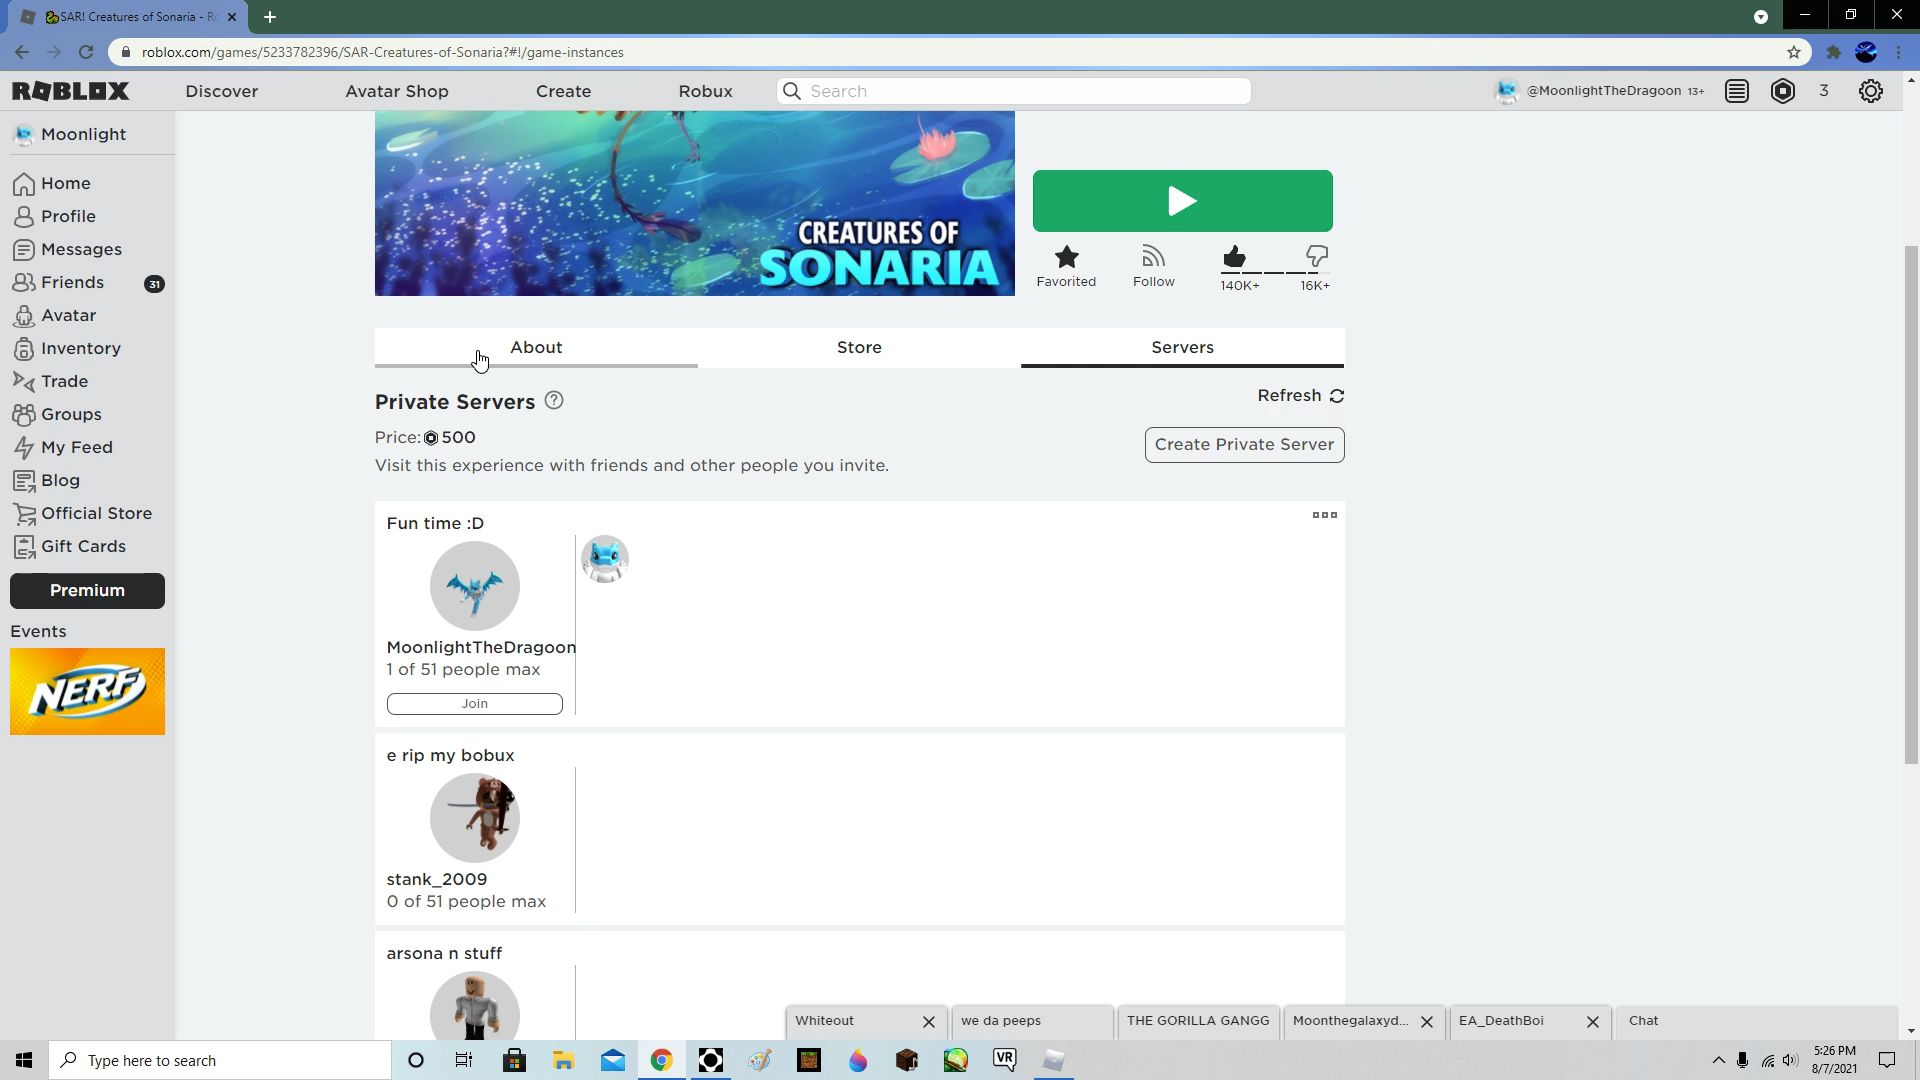 SAR! Creatures of Sonaria - Ro
roblox.com/games/5233782396/SAR-Creatures-of-Sonaria?#!/game-instances
ROBLOX
Discover
Avatar Shop
Create
Robux
Search
@MoonlightTheDragoon 13+
3
Moonlight
Home
Profile
Messages
Friends 31
Avatar
Inventory
Trade
Groups
My Feed
Blog
Official Store
Gift Cards
Premium
Events
NERF
CREATURES OF
SONARIA
Favorited
Follow
140K+
16K+
About
Store
Servers
Private Servers ?
Refresh
Price: 500
Create Private Server
Visit this experience with friends and other people you invite.
Fun time :D
MoonlightTheDragoon
1 of 51 people max
Join
e rip my bobux
stank_2009
0 of 51 people max
arsona n stuff
Whiteout
we da peeps
THE GORILLA GANGG
Moonthegalaxyd...
EA_DeathBoi
Chat
Type here to search
VR
5:26 PM
8/7/2021